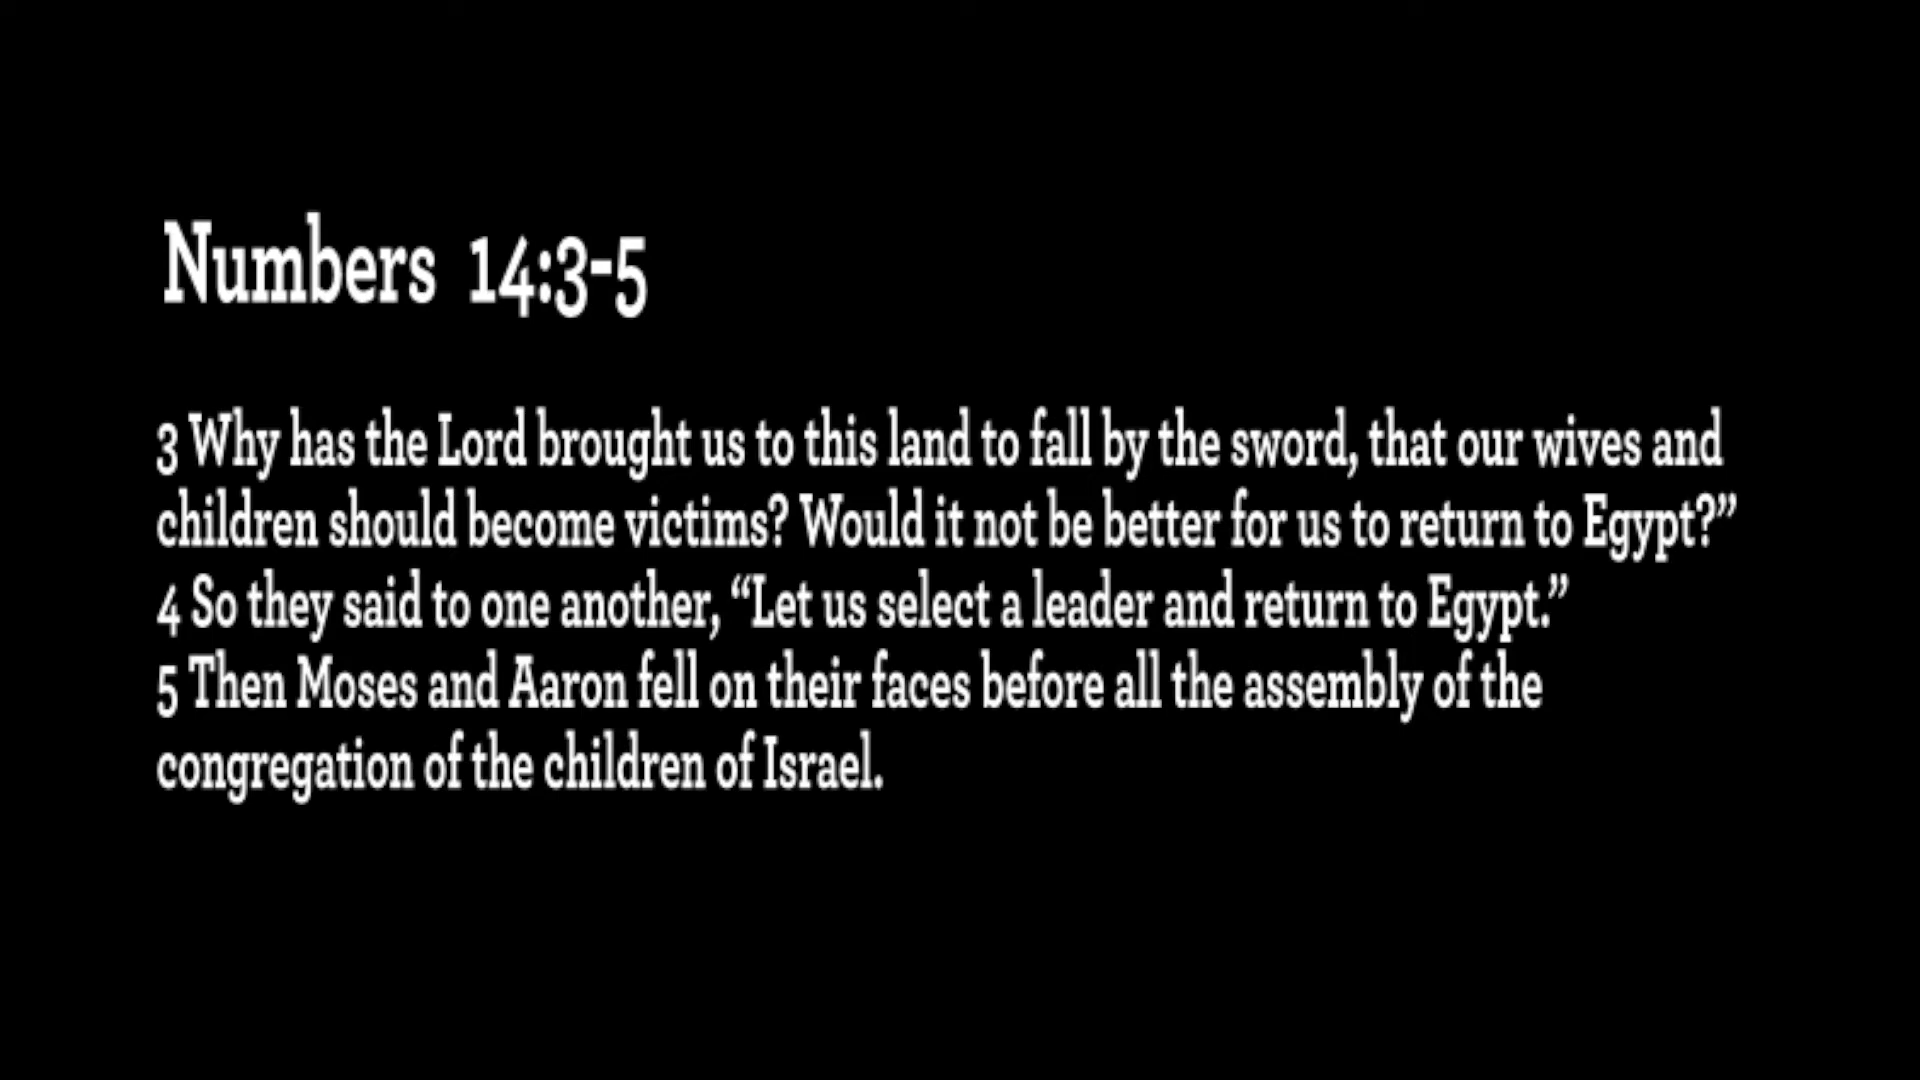 Numbers 14:3-5
3 Why has the Lord brought us to this land to fall by the sword, that our wives and
children should become victims? Would it not be better for us to return to Egypt?”
4 So they said to one another, “Let us select a leader and return to Egypt.”
5 Then Moses and Aaron fell on their faces before all the assembly of the
congregation of the children of Israel.